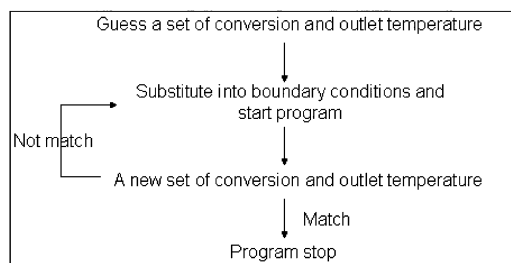 Guess a set of conversion and outlet temperature
Substitute into boundary conditions and
start program
Not match
A new set of conversion and outlet temperature
Match
Program stop